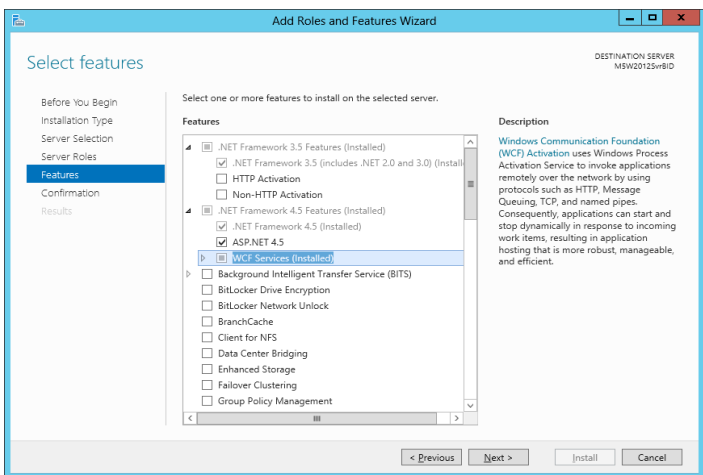 Add Roles and Features Wizard
Select features
DESTINATION SERVER
MSW2012SvrBID
Before You Begin
Installation Type
Server Selection
Server Roles
Features
Confirmation
Results
Select one or more features to install on the selected server.
Features
.NET Framework 3.5 Features (Installed)
.NET Framework 3.5 (includes .NET 2.0 and 3.0) (Install
HTTP Activation
Non-HTTP Activation
.NET Framework 4.5 Features (Installed)
.NET Framework 4.5 (Installed)
ASP.NET 4.5
WCF Services (Installed)
Background Intelligent Transfer Service (BITS)
BitLocker Drive Encryption
BitLocker Network Unlock
BranchCache
Client for NFS
Data Center Bridging
Enhanced Storage
Failover Clustering
Group Policy Management
Description
Windows Communication Foundation
(WCF) Activation uses Windows Process
Activation Service to invoke applications
remotely over the network by using
protocols such as HTTP, Message
Queuing, TCP, and named pipes.
Consequently, applications can start and
stop dynamically in response to incoming
work items, resulting in application
hosting that is more robust, manageable,
and efficient.
< Previous
Next >
Install
Cancel